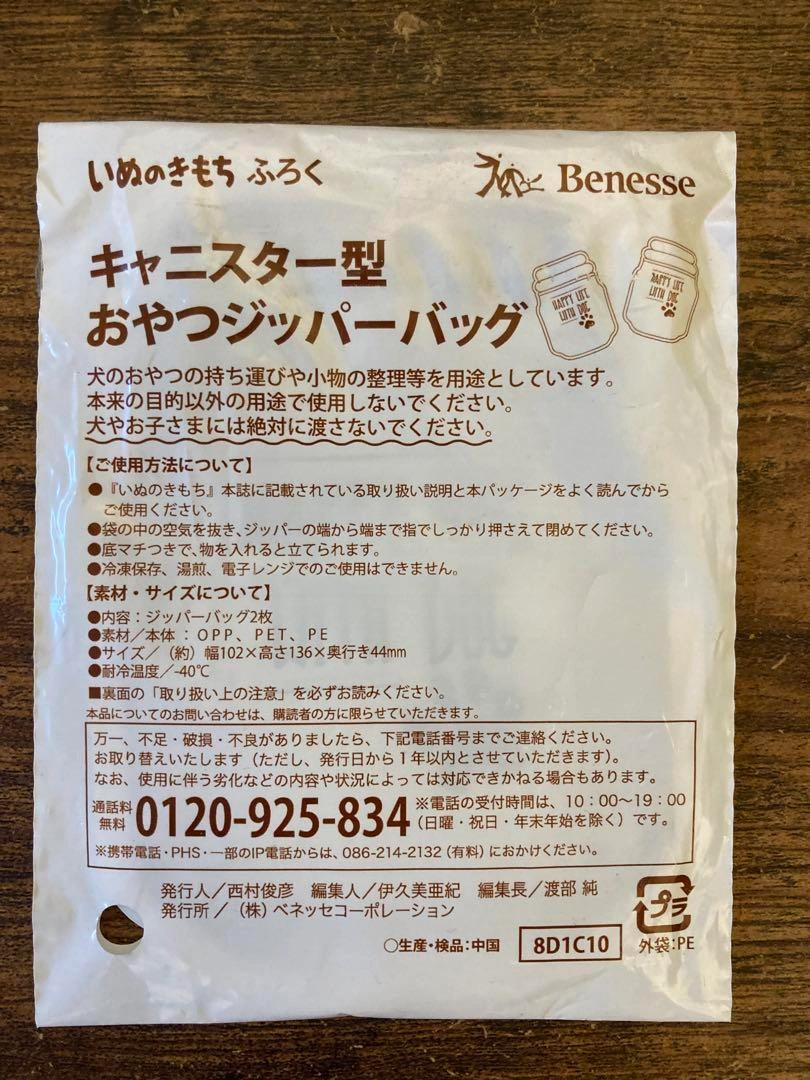 いぬのきもち ふろく
Benesse
キャニスター型
おやつジッパーバッグ
HAPPY LIFE
WITH DOG
HAPPY LIFE
WITH DOG
犬のおやつの持ち運びや小物の整理等を用途としています。
本来の目的以外の用途で使用しないでください。
犬やお子さまには絶対に渡さないでください。
【ご使用方法について】
●『いぬのきもち』本誌に記載されている取り扱い説明と本パッケージをよく読んでから
ご使用ください。
●袋の中の空気を抜き、ジッパーの端から端まで指でしっかり押さえて閉めてください。
●底マチつきで、物を入れると立てられます。
●冷凍保存、湯煎、電子レンジでのご使用はできません。
【素材・サイズについて】
●内容：ジッパーバッグ2枚
●素材／本体：OPP、PET、PE
●サイズ／（約）幅102×高さ136×奥行き44mm
●耐冷温度／-40℃
■裏面の「取り扱い上の注意」を必ずお読みください。
本品についてのお問い合わせは、購読者の方に限らせていただきます。
万一、不足・破損・不良がありましたら、下記電話番号までご連絡ください。
お取り替えいたします（ただし、発行日から1年以内とさせていただきます）。
なお、使用に伴う劣化などの内容や状況によっては対応できかねる場合もあります。
通話料
無料
0120-925-834
※電話の受付時間は、10：00〜19：00
（日曜・祝日・年末年始を除く）です。
※携帯電話・PHS・一部のIP電話からは、086-214-2132（有料）におかけください。
発行人／西村俊彦　編集人／伊久美亜紀　編集長／渡部 純
発行所／（株）ベネッセコーポレーション
プラ
○生産・検品：中国
8D1C10
外袋：PE